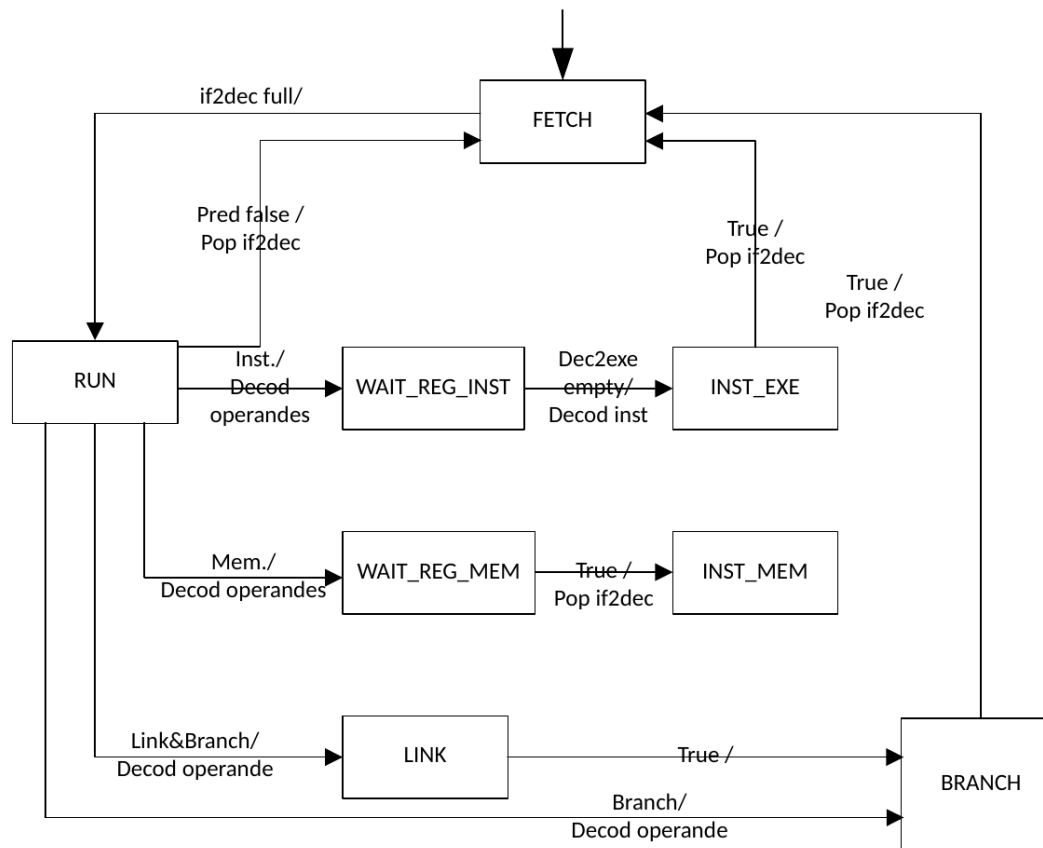 if2dec full/
FETCH
Pred false /
Pop if2dec
True /
Pop if2dec
True /
Pop if2dec
RUN
Inst./
Decod
operandes
WAIT_REG_INST
Dec2exe
empty/
Decod inst
INST_EXE
Mem./
Decod operandes
WAIT_REG_MEM
True /
Pop if2dec
INST_MEM
Link&Branch/
Decod operande
LINK
True /
BRANCH
Branch/
Decod operande